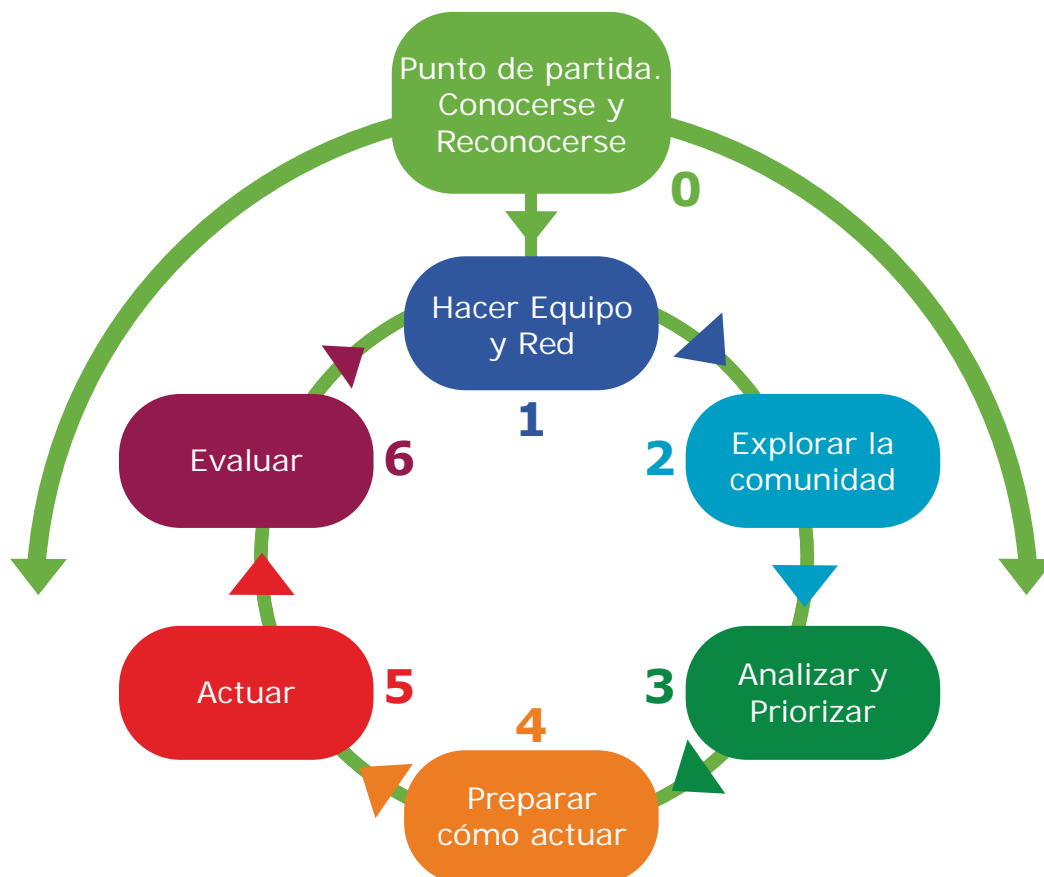 Punto de partida.
Conocerse y
Reconocerse
0
Hacer Equipo
y Red
1
Explorar la
comunidad
2
Analizar y
Priorizar
3
Preparar
cómo actuar
4
Actuar
5
Evaluar
6